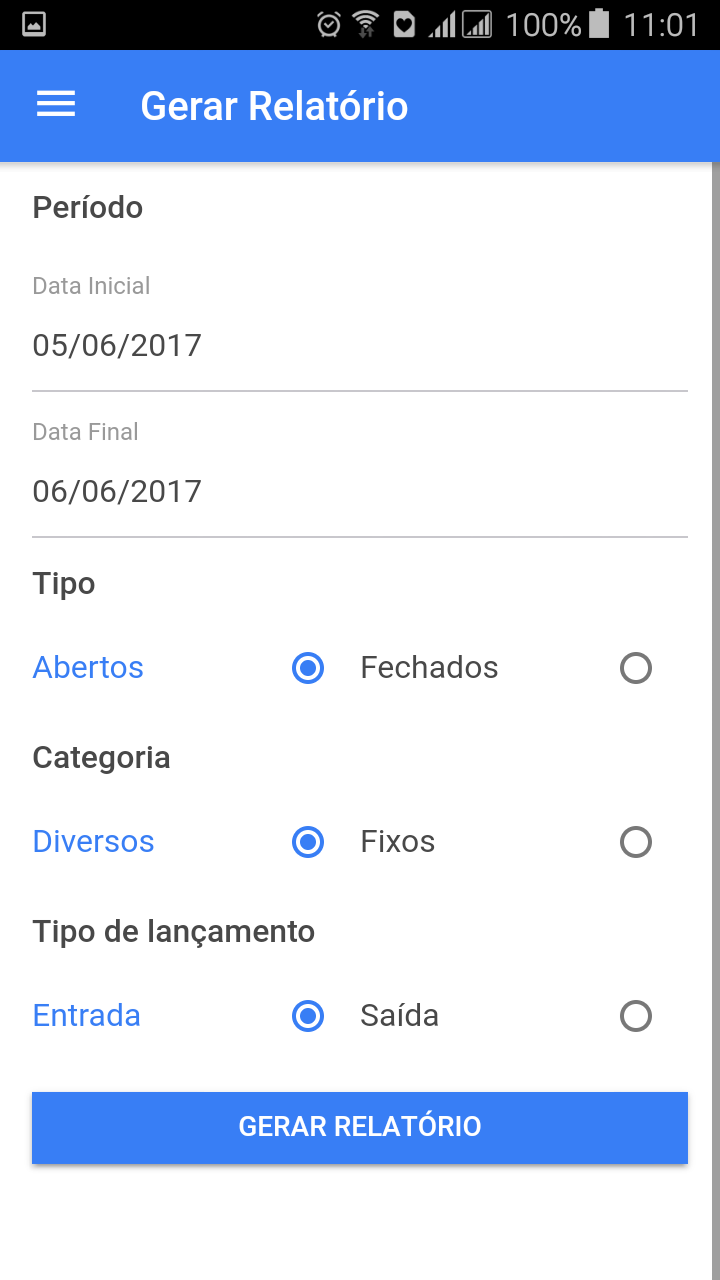 100% 11:01
Gerar Relatório
Período
Data Inicial
05/06/2017
Data Final
06/06/2017
Tipo
Abertos Fechados
Categoria
Diversos Fixos
Tipo de lançamento
Entrada Saída
GERAR RELATÓRIO